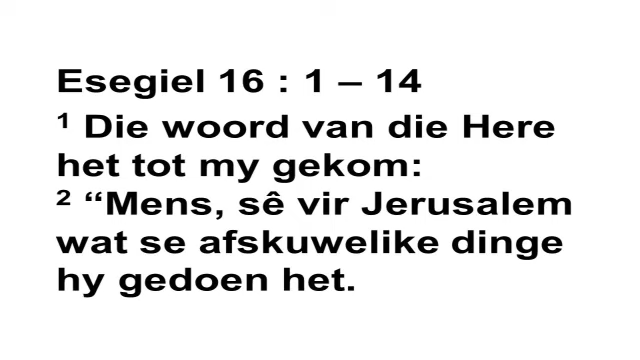 Esegiel 16 : 1 – 14
¹ Die woord van die Here
het tot my gekom:
² “Mens, sê vir Jerusalem
wat se afskuwelike dinge
hy gedoen het.